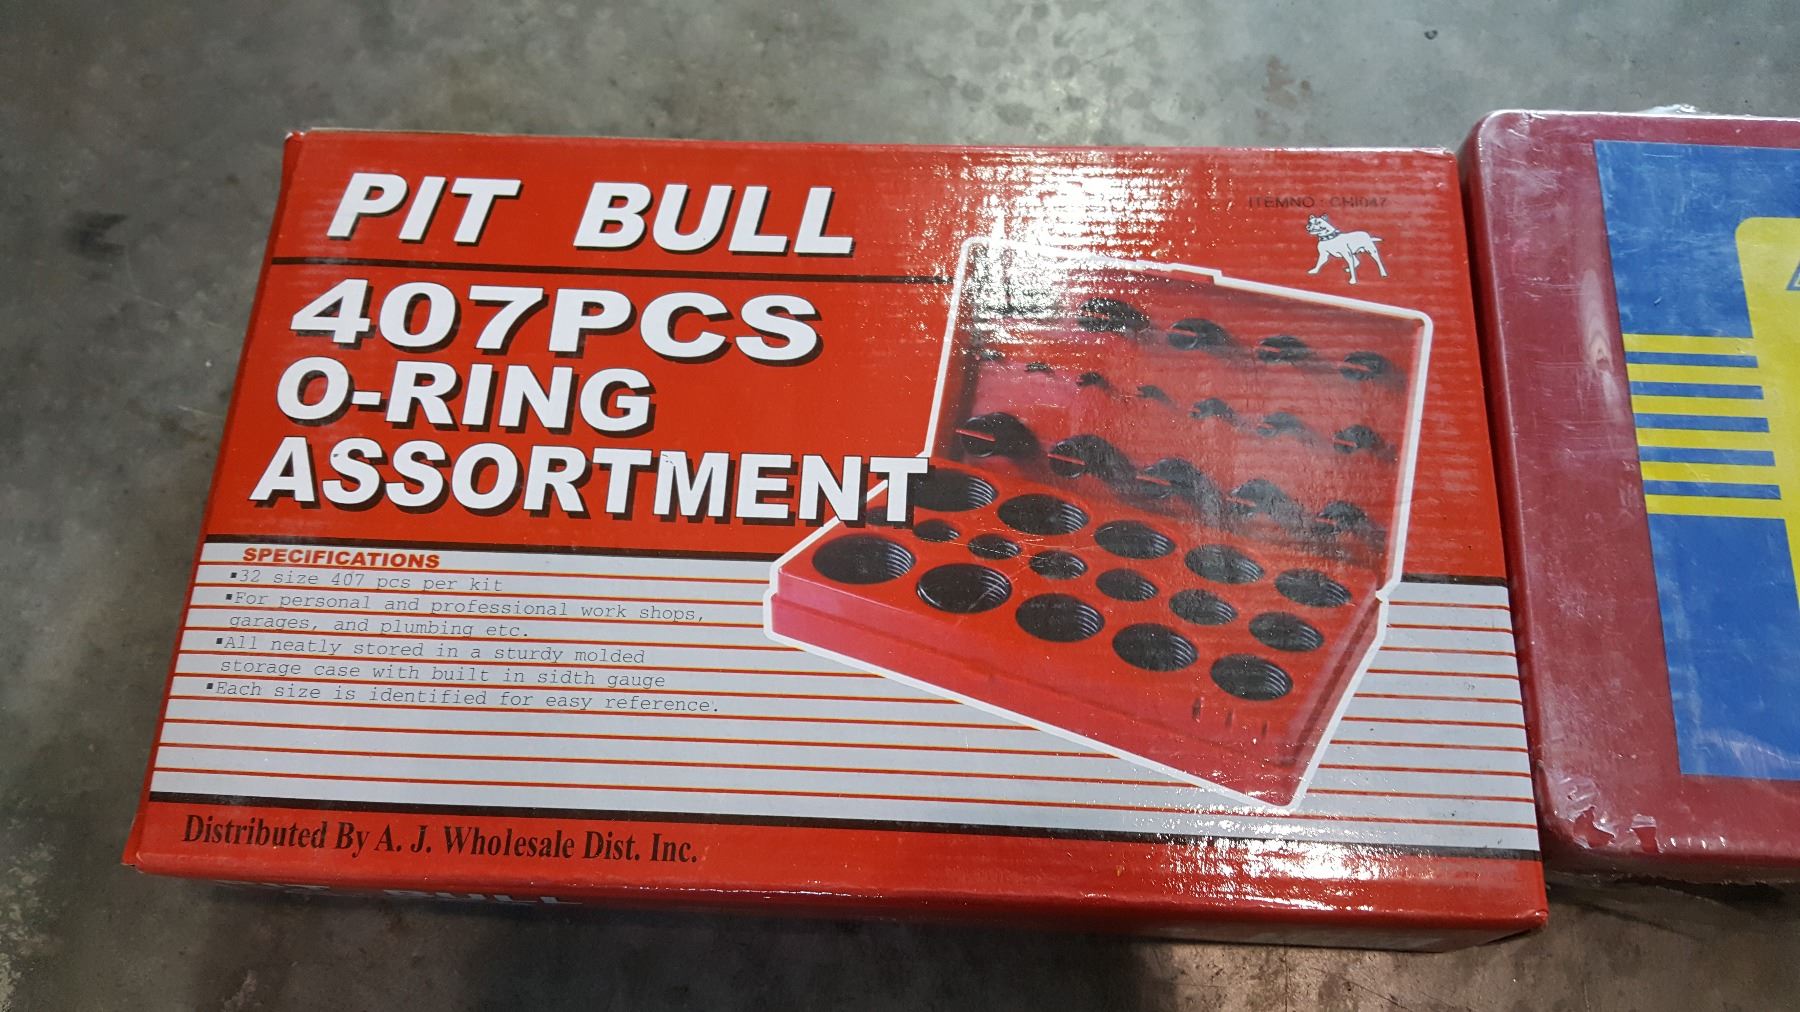 PIT BULL
ITEMNO : CHI047
407PCS
O-RING
ASSORTMENT
SPECIFICATIONS
▪32 size 407 pcs per kit
▪For personal and professional work shops,
garages, and plumbing etc.
▪All neatly stored in a sturdy molded
storage case with built in sidth gauge
▪Each size is identified for easy reference.
Distributed By A. J. Wholesale Dist. Inc.